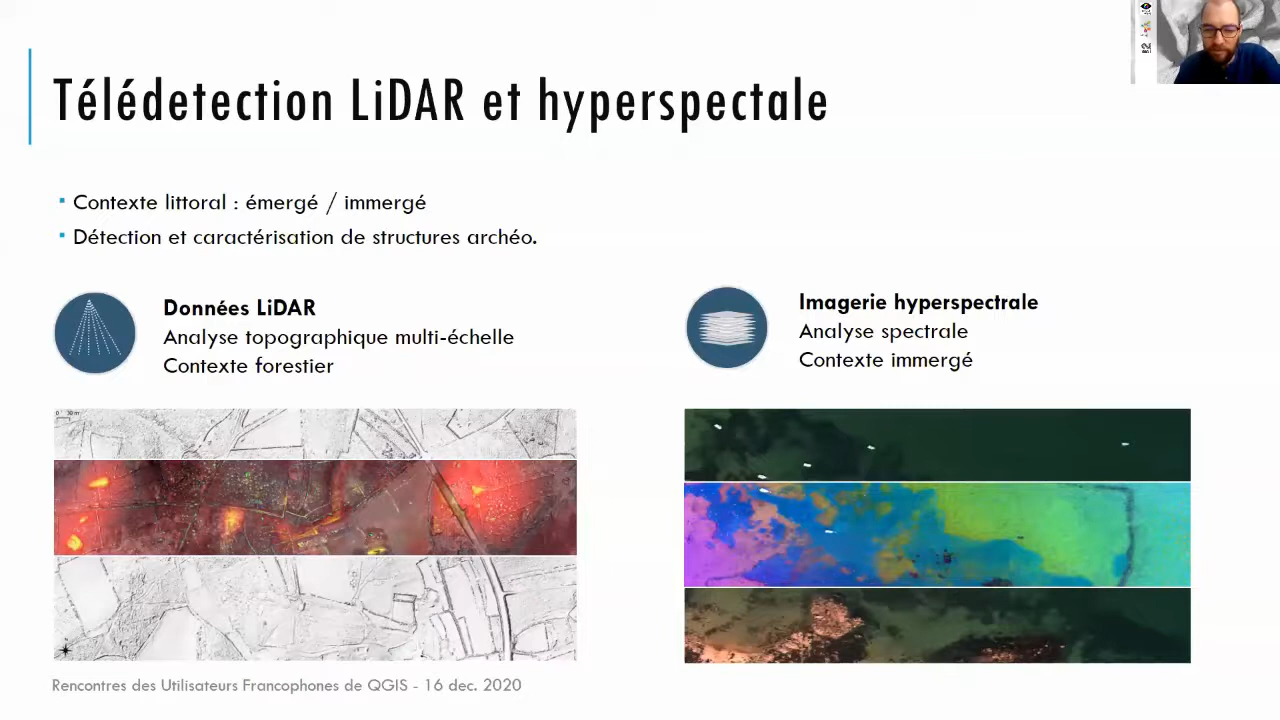 Télédetection LiDAR et hyperspectale
Contexte littoral : émergé / immergé
Détection et caractérisation de structures archéo.
Données LiDAR
Analyse topographique multi-échelle
Contexte forestier
Imagerie hyperspectrale
Analyse spectrale
Contexte immergé
Rencontres des Utilisateurs Francophones de QGIS - 16 dec. 2020